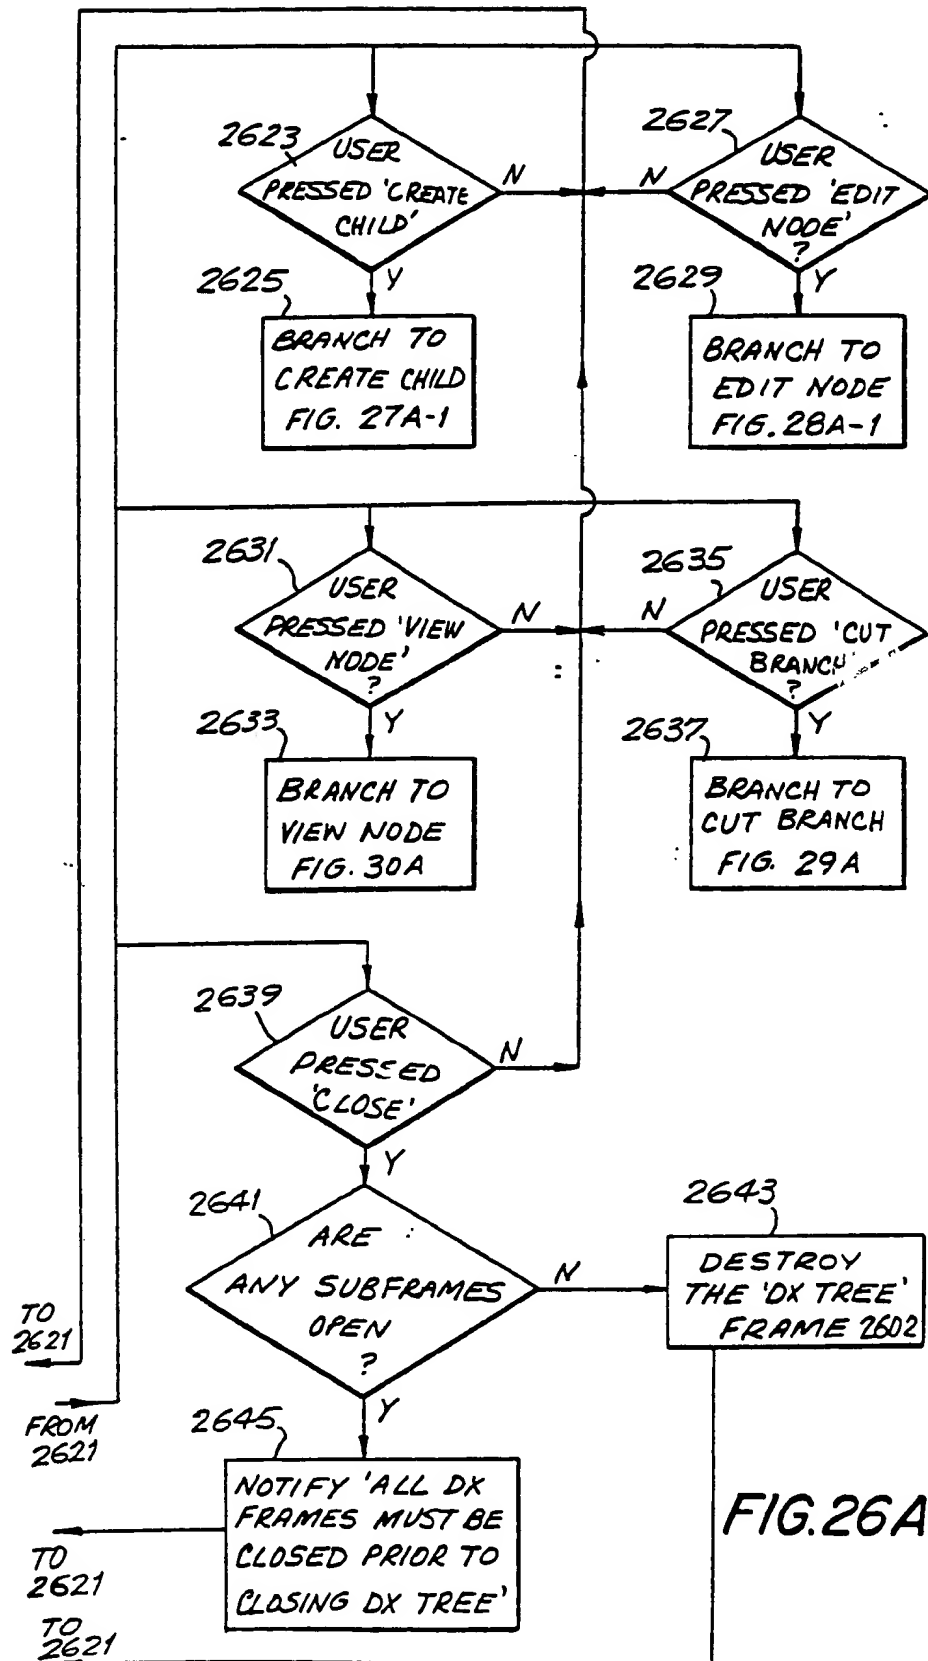 2623
USER
PRESSED 'CREATE
CHILD'
N
Y
2627
USER
PRESSED 'EDIT
NODE'
?
N
Y
2625
BRANCH TO
CREATE CHILD
FIG. 27A-1
2629
BRANCH TO
EDIT NODE
FIG. 28A-1
2631
USER
PRESSED 'VIEW
NODE'
?
N
Y
2635
USER
PRESSED 'CUT
BRANCH'
?
N
Y
2633
BRANCH TO
VIEW NODE
FIG. 30A
2637
BRANCH TO
CUT BRANCH
FIG. 29A
2639
USER
PRESSED
'CLOSE'
N
Y
2641
ARE
ANY SUBFRAMES
OPEN
?
N
Y
2643
DESTROY
THE 'DX TREE'
FRAME 2602
TO
2621
FROM
2621
2645
NOTIFY 'ALL DX
FRAMES MUST BE
CLOSED PRIOR TO
CLOSING DX TREE'
TO
2621
TO
2621
FIG.26A